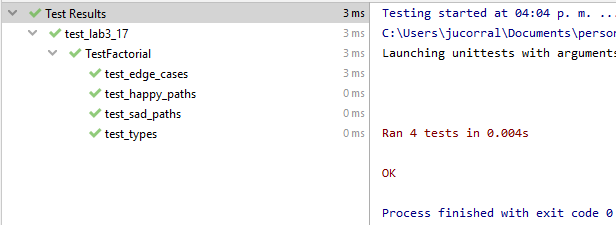 Test Results 3 ms
test_lab3_17 3 ms
TestFactorial 3 ms
test_edge_cases 3 ms
test_happy_paths 0 ms
test_sad_paths 0 ms
test_types 0 ms
Testing started at 04:04 p. m. ...
C:\Users\jucorral\Documents\person
Launching unittests with arguments
Ran 4 tests in 0.004s
OK
Process finished with exit code 0